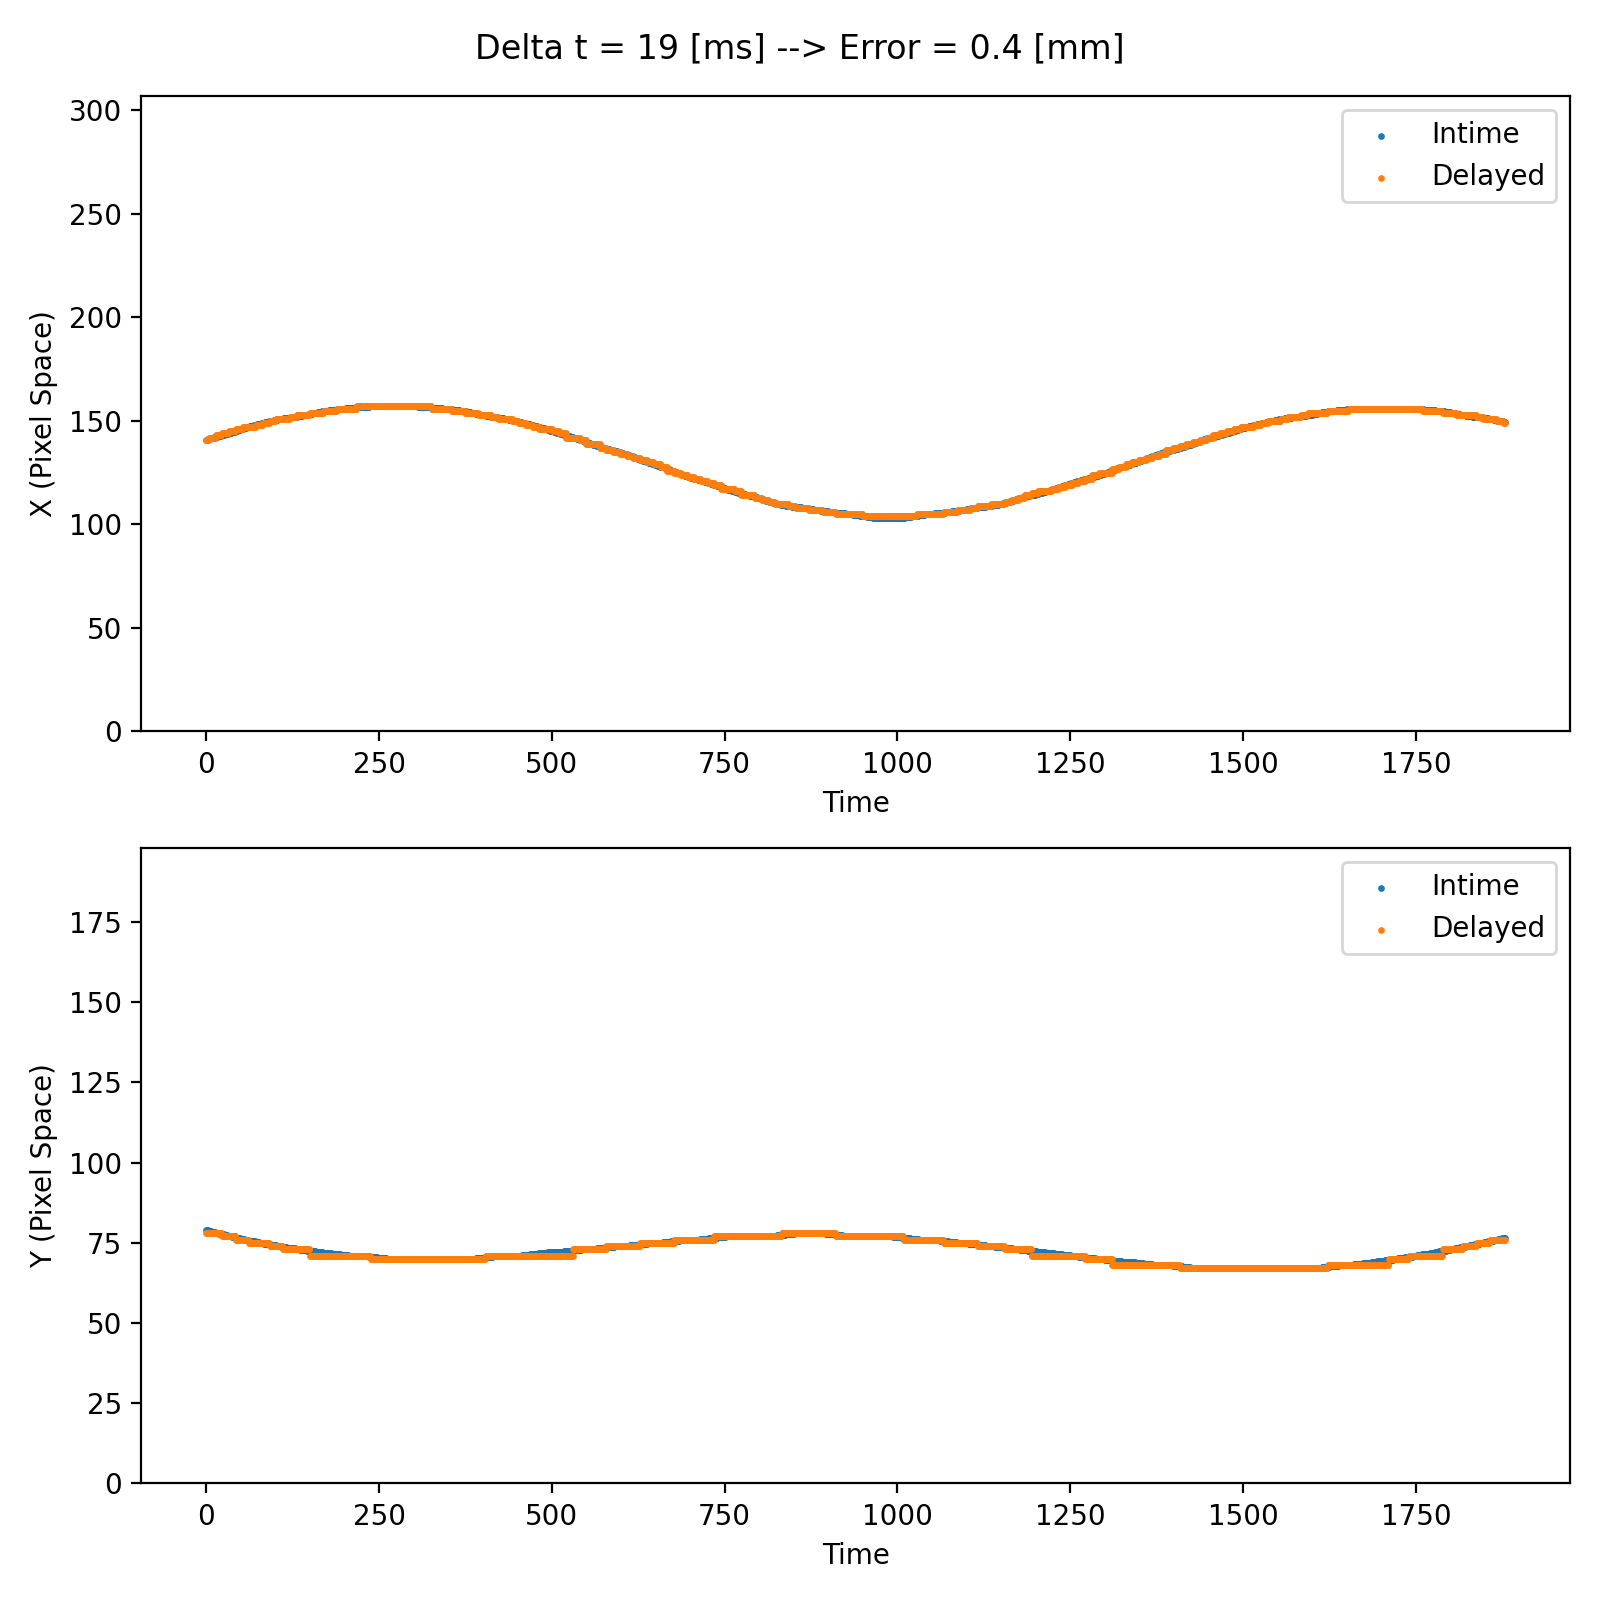 Delta t = 19 [ms] --> Error = 0.4 [mm]
300
250
200
150
100
50
0
X (Pixel Space)
Intime
Delayed
0 250 500 750 1000 1250 1500 1750
Time
175
150
125
100
75
50
25
0
Y (Pixel Space)
Intime
Delayed
0 250 500 750 1000 1250 1500 1750
Time